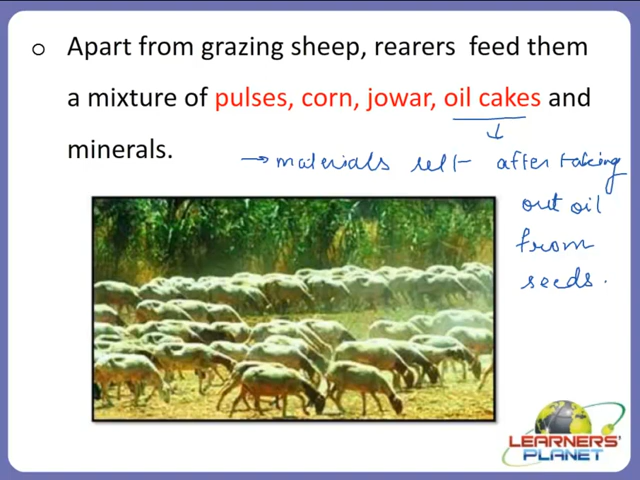 Apart from grazing sheep, rearers feed them
a mixture of pulses, corn, jowar, oil cakes and
minerals.
→ materials left after taking
out oil
from
seeds.
LEARNERS'
PLANET